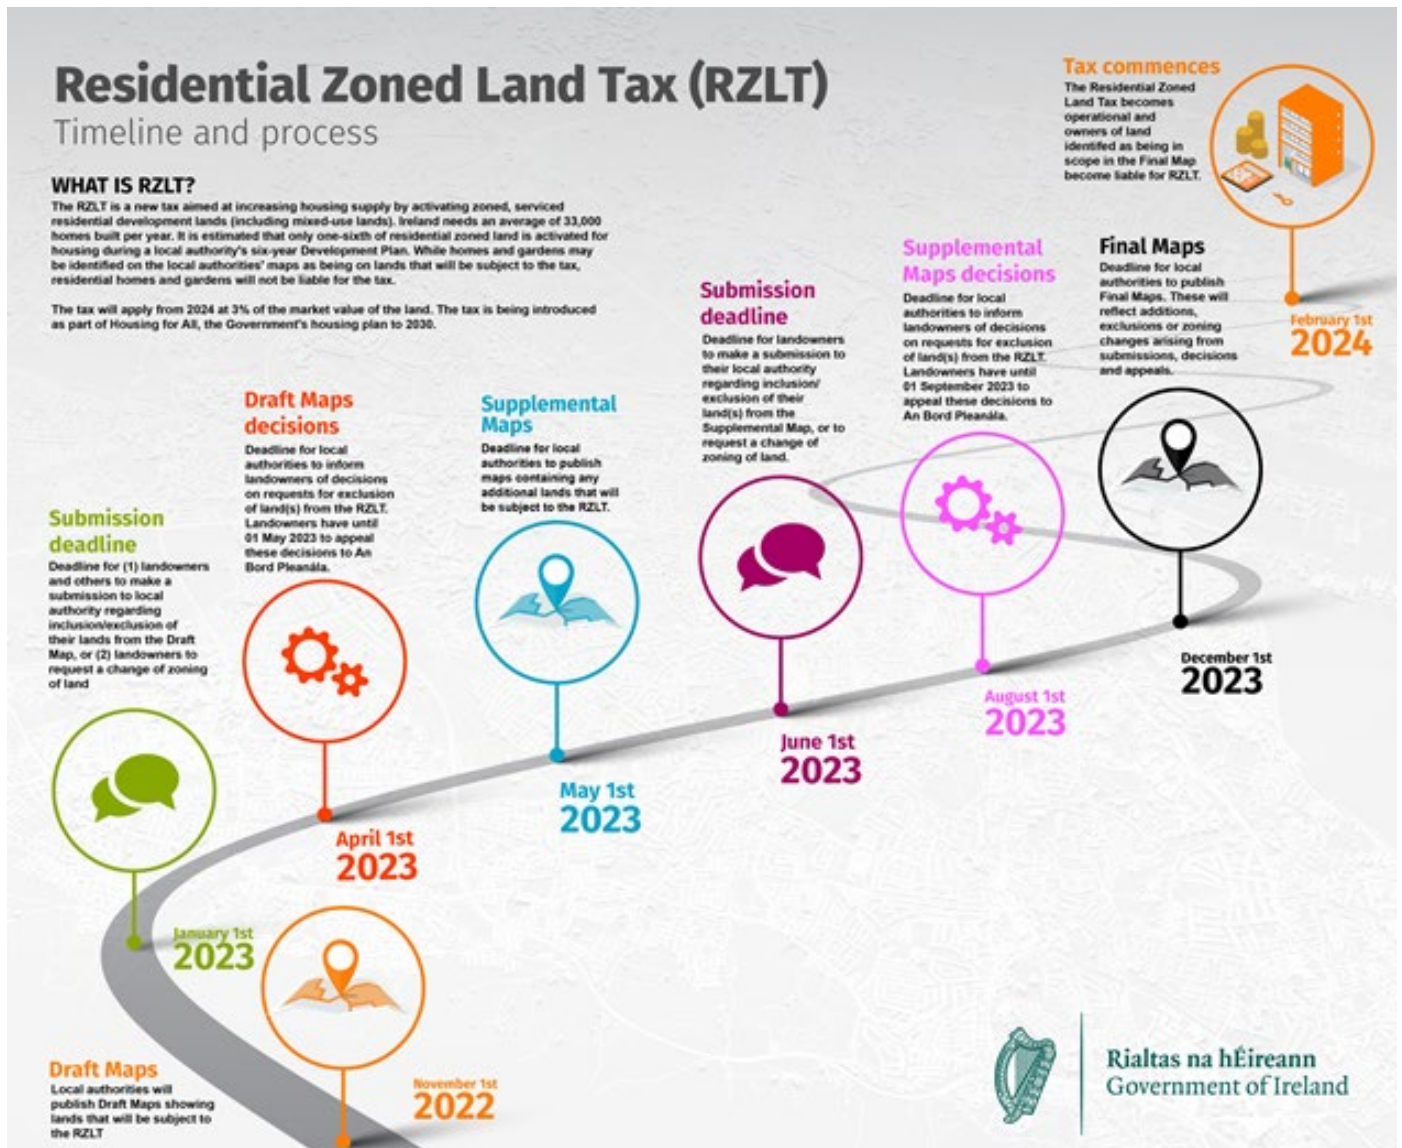 Residential Zoned Land Tax (RZLT)
Timeline and process
WHAT IS RZLT?
The RZLT is a new tax aimed at increasing housing supply by activating zoned, serviced
residential development lands (including mixed-use lands). Ireland needs an average of 33,000
homes built per year. It is estimated that only one-sixth of residential zoned land is activated for
housing during a local authority's six-year Development Plan. While homes and gardens may
be identified on the local authorities' maps as being on lands that will be subject to the tax,
residential homes and gardens will not be liable for the tax.
The tax will apply from 2024 at 3% of the market value of the land. The tax is being introduced
as part of Housing for All, the Government's housing plan to 2030.
Draft Maps
Local authorities will
publish Draft Maps showing
lands that will be subject to
the RZLT
November 1st
2022
Submission
deadline
Deadline for (1) landowners
and others to make a
submission to local
authority regarding
inclusion/exclusion of
their lands from the Draft
Map, or (2) landowners to
request a change of zoning
of land
January 1st
2023
Draft Maps
decisions
Deadline for local
authorities to inform
landowners of decisions
on requests for exclusion
of land(s) from the RZLT.
Landowners have until
01 May 2023 to appeal
these decisions to An
Bord Pleanála.
April 1st
2023
Supplemental
Maps
Deadline for local
authorities to publish
maps containing any
additional lands that will
be subject to the RZLT.
May 1st
2023
Submission
deadline
Deadline for landowners
to make a submission to
their local authority
regarding inclusion/
exclusion of their
land(s) from the
Supplemental Map, or to
request a change of
zoning of land.
June 1st
2023
Supplemental
Maps decisions
Deadline for local
authorities to inform
landowners of decisions
on requests for exclusion
of land(s) from the RZLT.
Landowners have until
01 September 2023 to
appeal these decisions to
An Bord Pleanála.
August 1st
2023
Final Maps
Deadline for local
authorities to publish
Final Maps. These will
reflect additions,
exclusions or zoning
changes arising from
submissions, decisions
and appeals.
December 1st
2023
Tax commences
The Residential Zoned
Land Tax becomes
operational and
owners of land
identifed as being in
scope in the Final Map
become liable for RZLT.
February 1st
2024
Rialtas na hÉireann
Government of Ireland